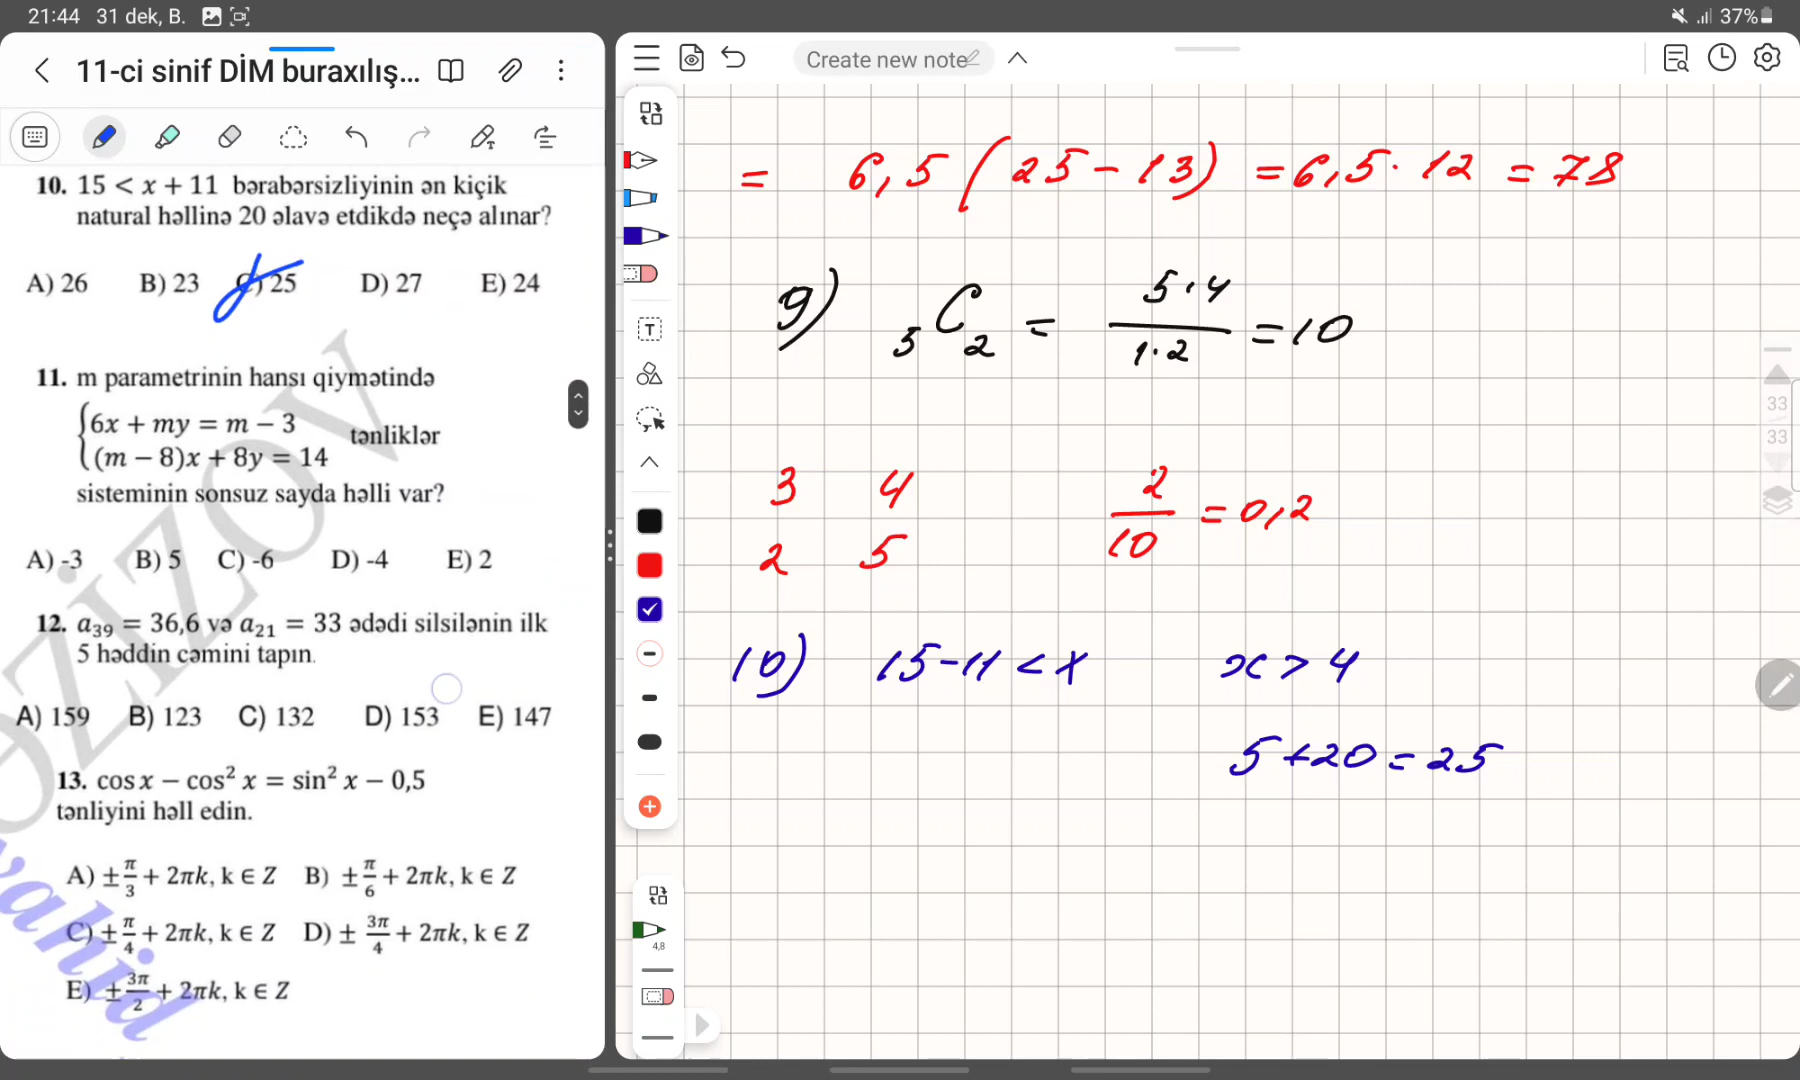 21:44 31 dek, B.
37%
11-ci sinif DİM buraxılış...
10. 15 < x + 11 bərabərsizliyinin ən kiçik
natural həllinə 20 əlavə etdikdə neçə alınar?
A) 26 B) 23 C) 25 D) 27 E) 24
11. m parametrinin hansı qiymətində
{6x + my = m − 3
(m − 8)x + 8y = 14 tənliklər
sisteminin sonsuz sayda həlli var?
A) -3 B) 5 C) -6 D) -4 E) 2
12. a₃₉ = 36,6 və a₂₁ = 33 ədədi silsilənin ilk
5 həddin cəmini tapın.
A) 159 B) 123 C) 132 D) 153 E) 147
13. cos x − cos² x = sin² x − 0,5
tənliyini həll edin.
A) ±π/3 + 2πk, k ∈ Z B) ±π/6 + 2πk, k ∈ Z
C) ±π/4 + 2πk, k ∈ Z D) ± 3π/4 + 2πk, k ∈ Z
E) ±3π/2 + 2πk, k ∈ Z
Create new note
T
4,8
33
33
= 6,5 (25 − 13) = 6,5 · 12 = 78
9) ₅C₂ = 5·4/1·2 = 10
3 4
2 5
2/10 = 0,2
10) 15−11 < x x > 4
5+20=25